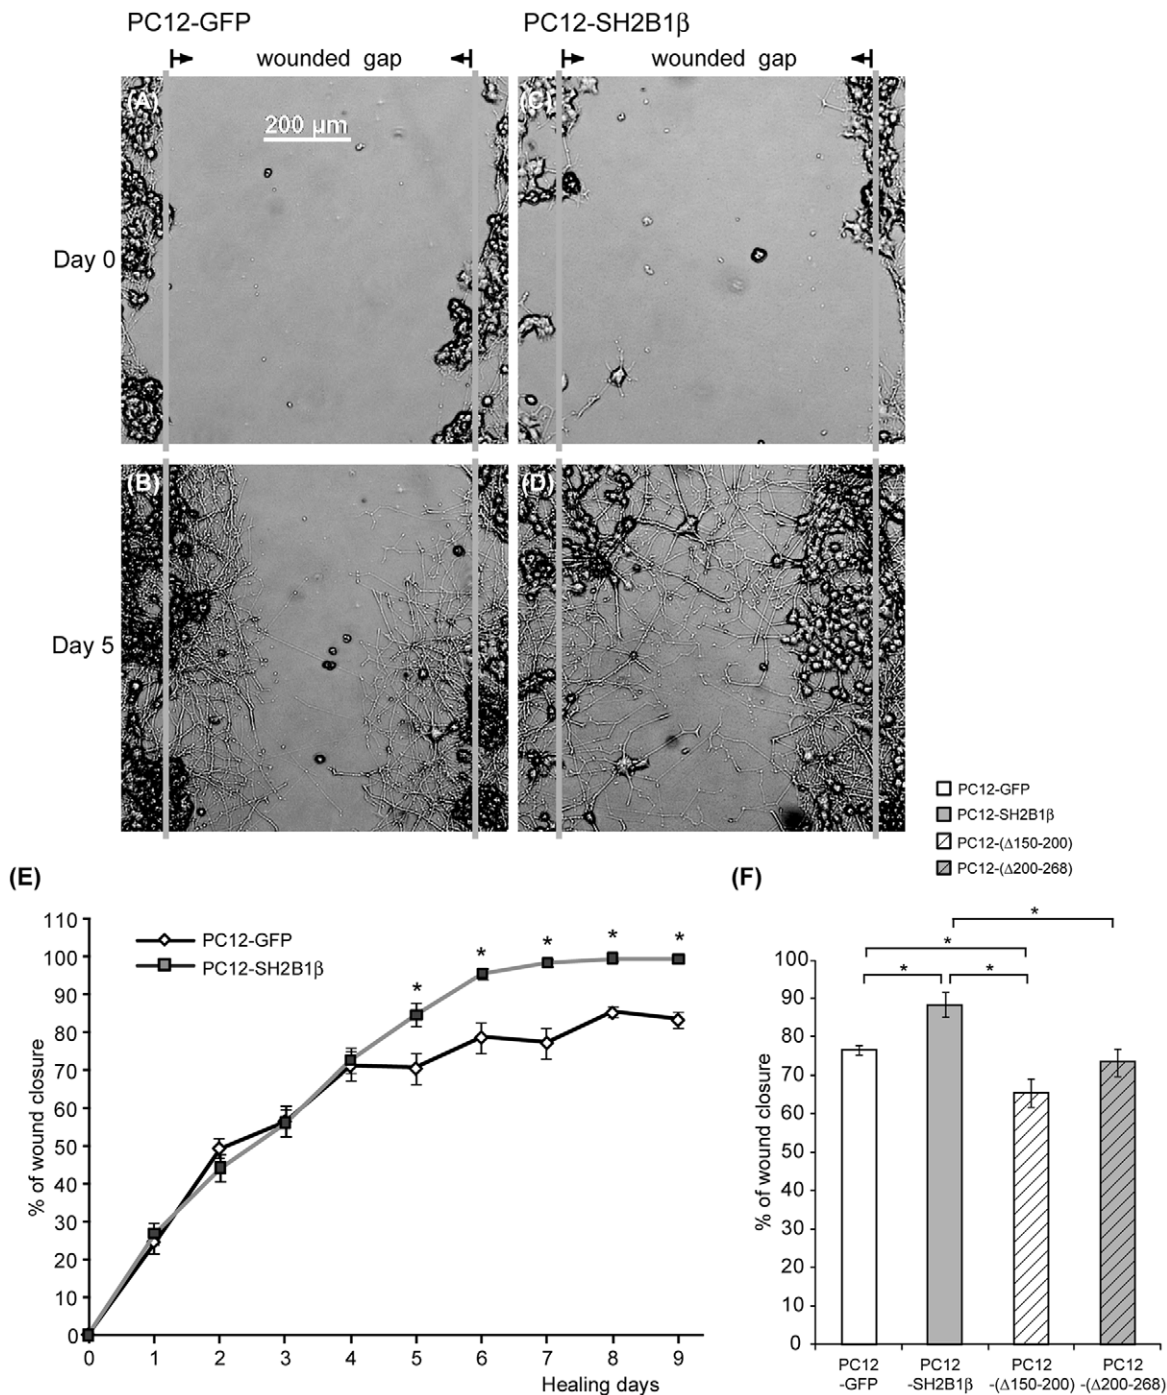 PC12-GFP
PC12-SH2B1β
wounded gap
wounded gap
(A)
(C)
200 µm
Day 0
(B)
(D)
Day 5
PC12-GFP
PC12-SH2B1β
PC12-(Δ150-200)
PC12-(Δ200-268)
(E)
% of wound closure
110
100
90
80
70
60
50
40
30
20
10
0
PC12-GFP
PC12-SH2B1β
* * * * *
0 1 2 3 4 5 6 7 8 9
Healing days
(F)
% of wound closure
100
90
80
70
60
50
40
30
20
10
0
*
*
* *
PC12 PC12 PC12 PC12
-GFP -SH2B1β -(Δ150-200) -(Δ200-268)